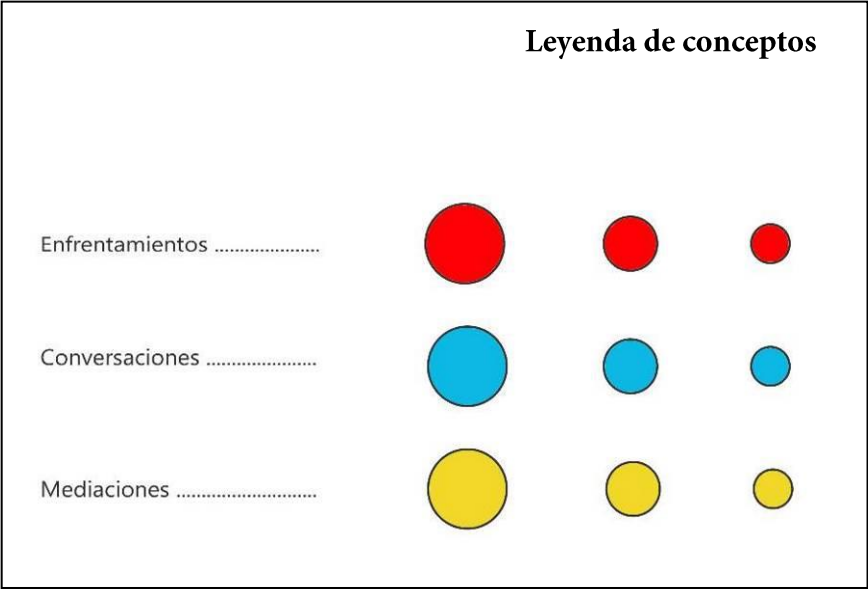 Leyenda de conceptos
Enfrentamientos .....................
Conversaciones ......................
Mediaciones ............................